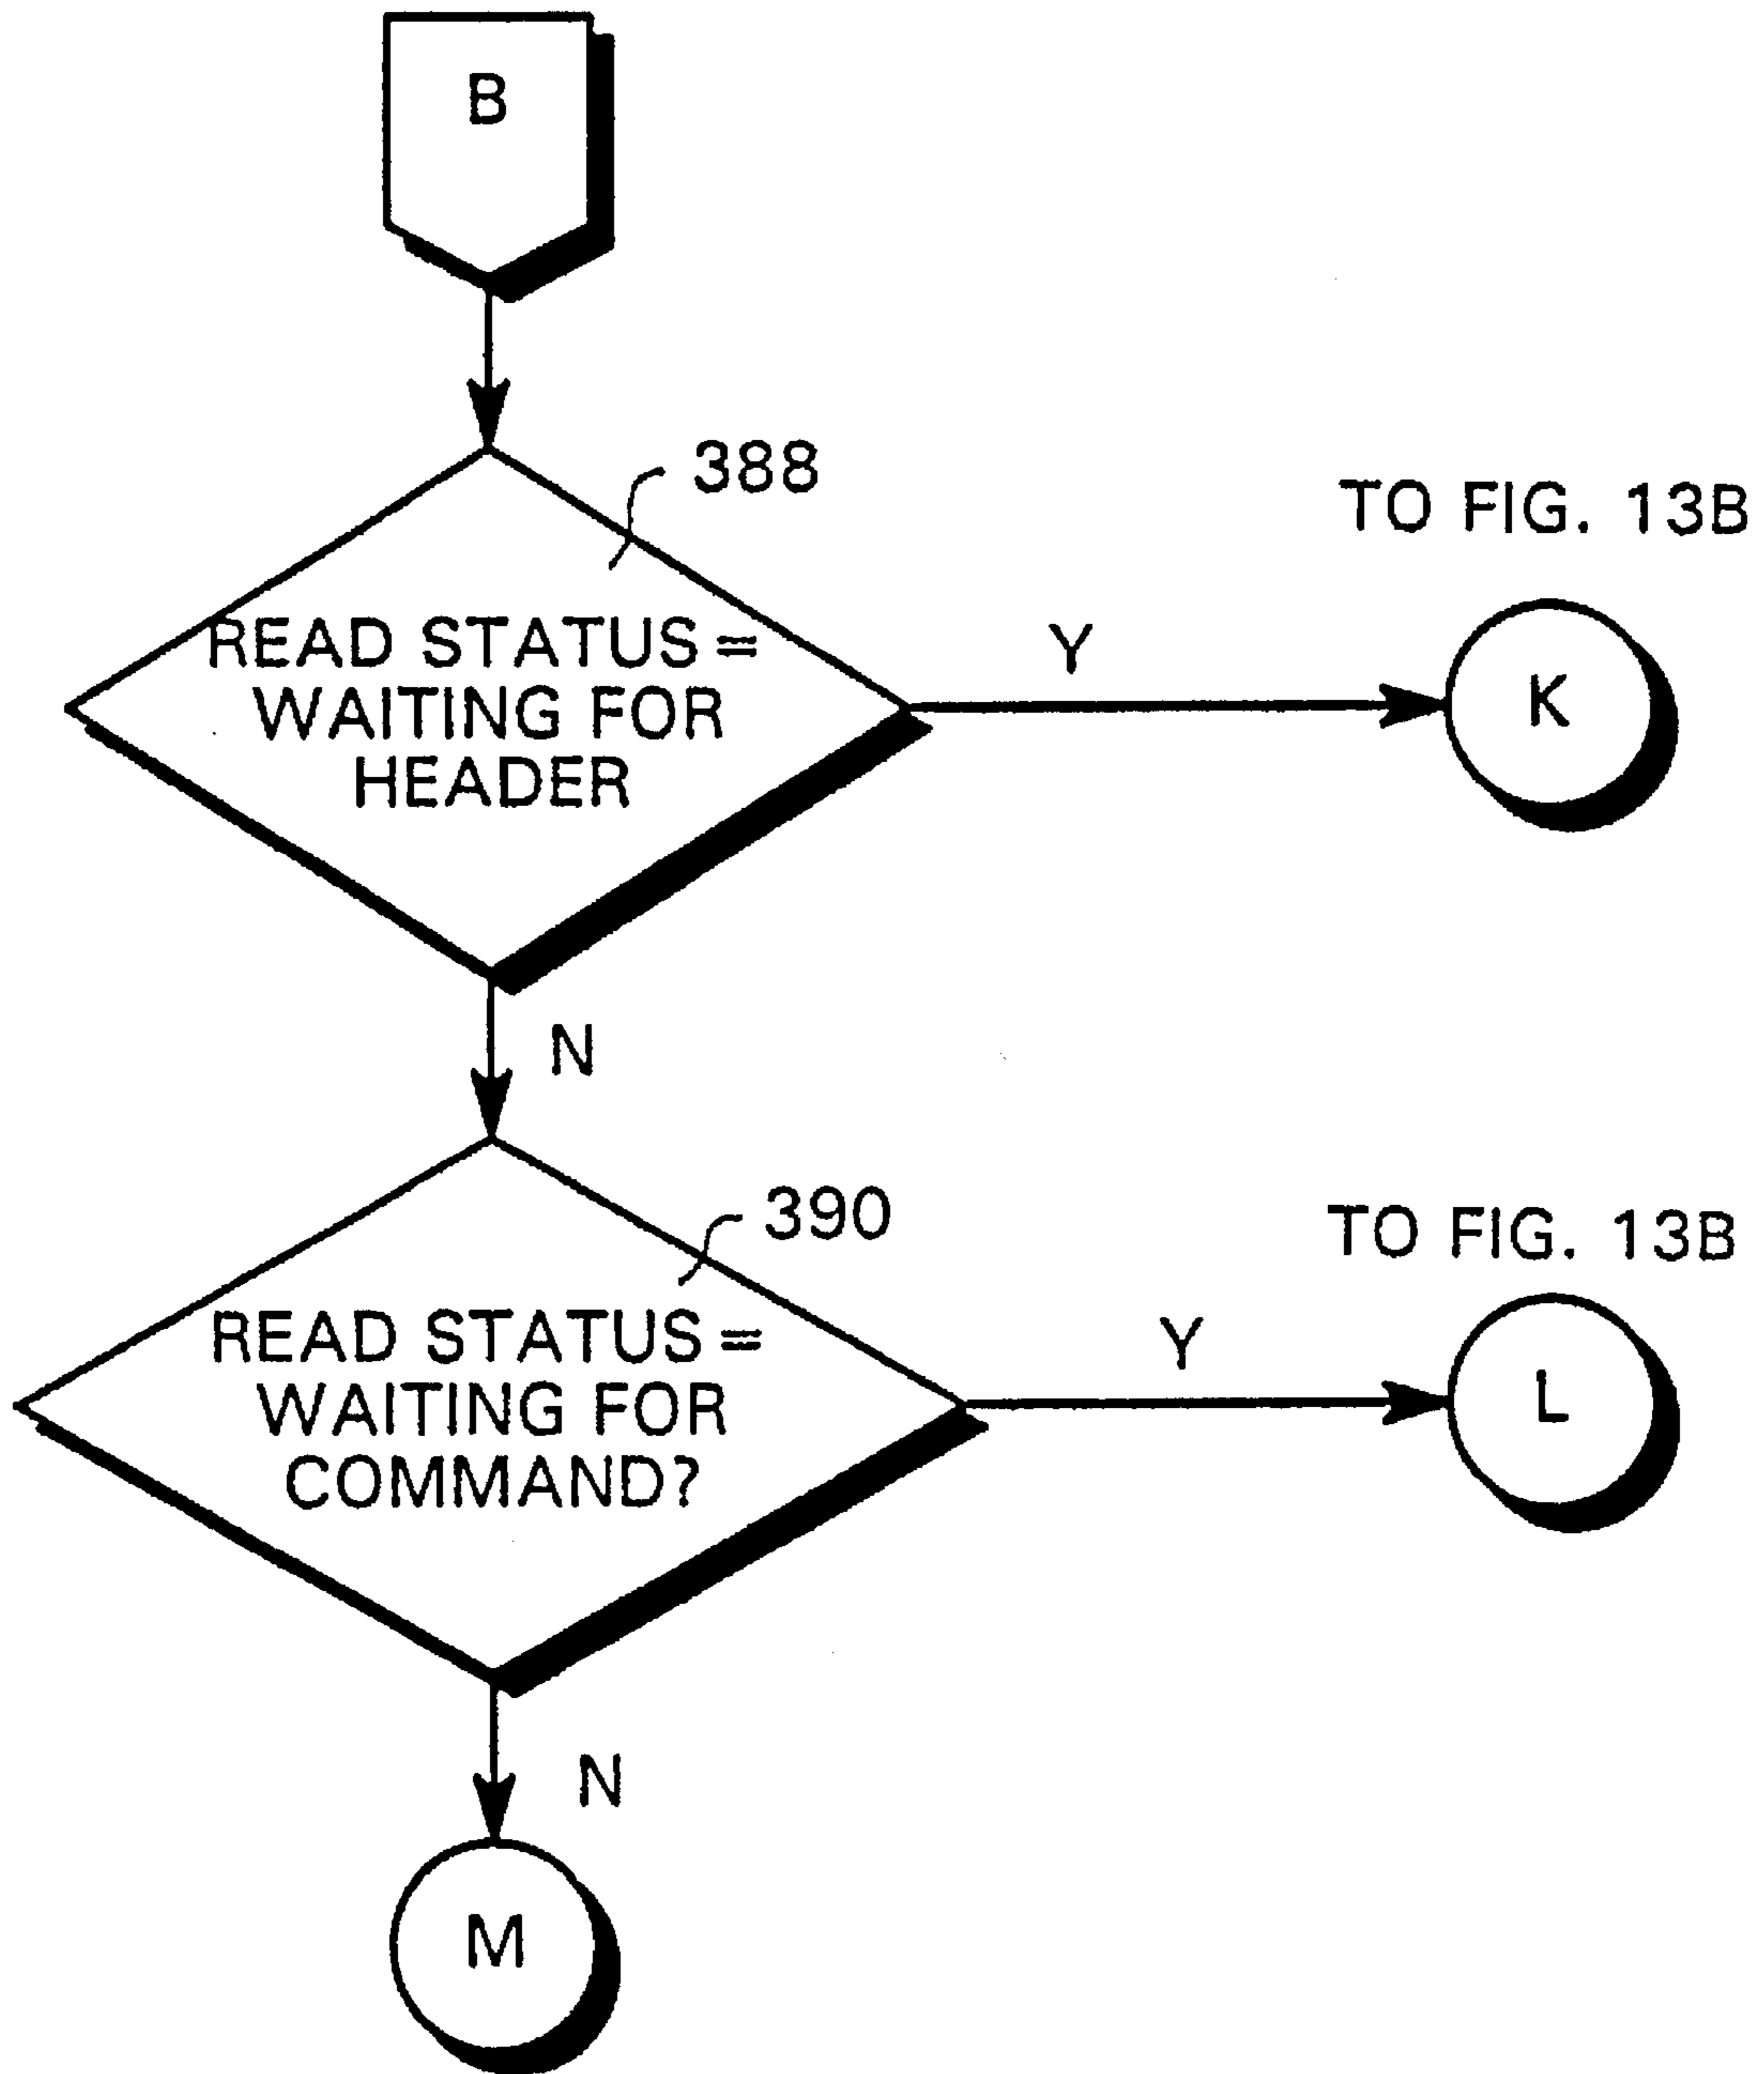 B
388
TO FIG. 13B
READ STATUS =
WAITING FOR
HEADER
Y
K
N
390
TO FIG. 13B
READ STATUS =
WAITING FOR
COMMAND?
Y
L
N
M